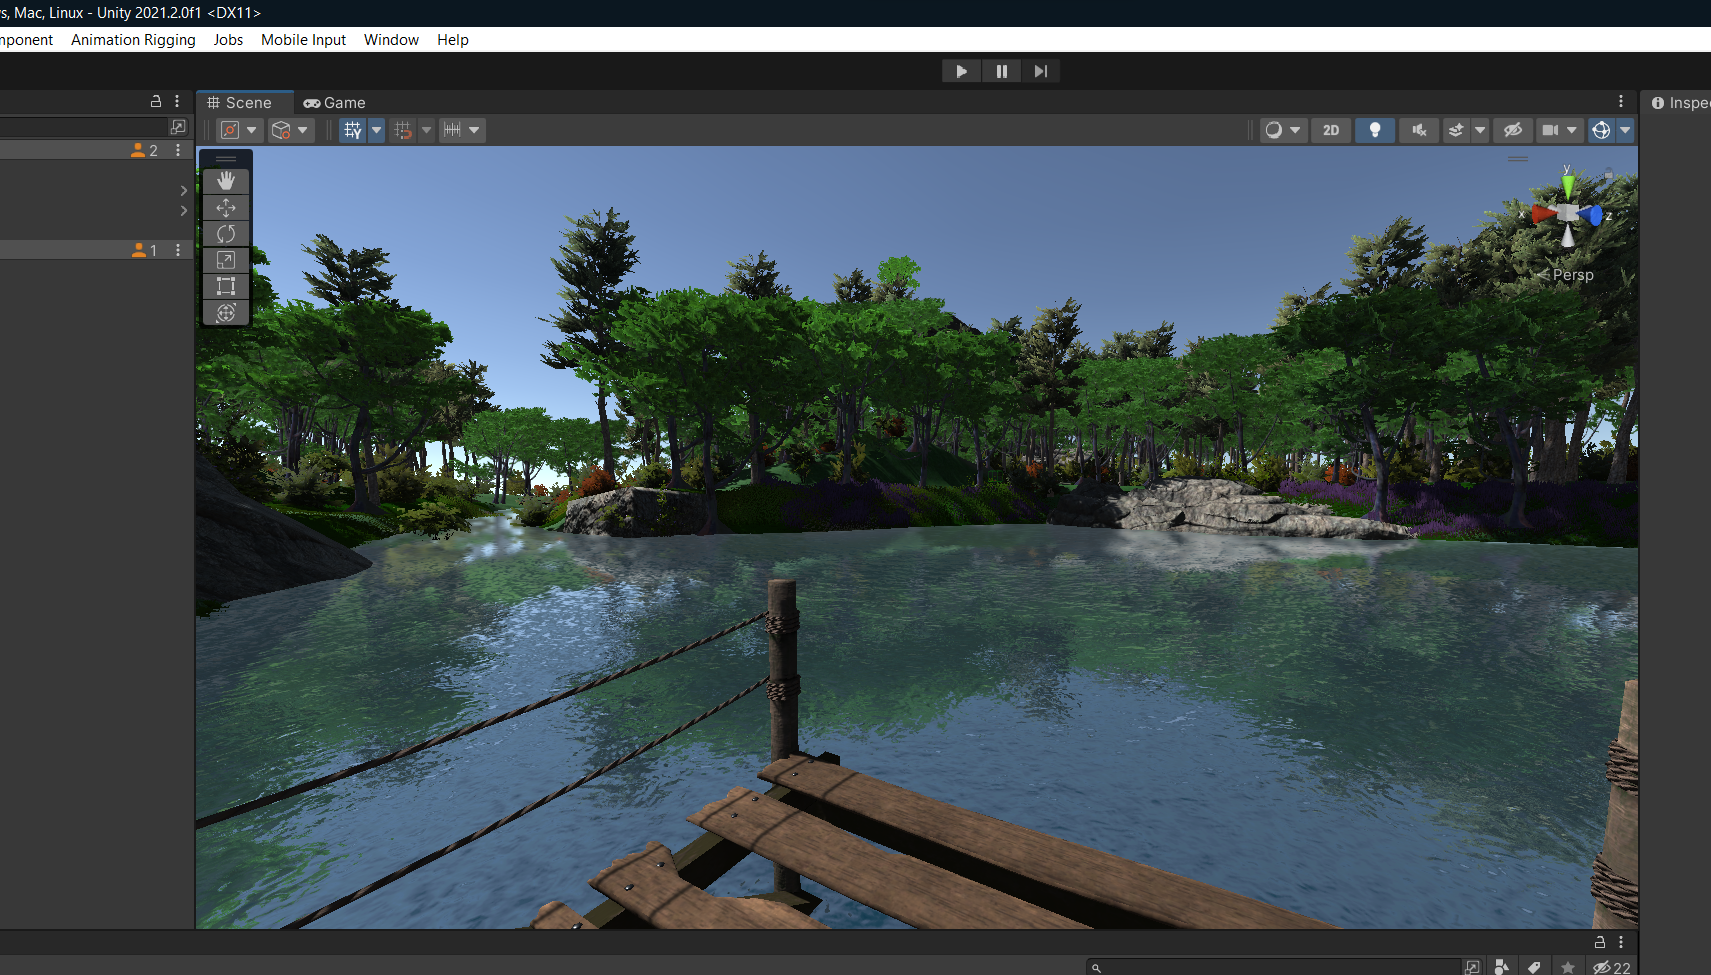 s, Mac, Linux - Unity 2021.2.0f1 <DX11>
mponent Animation Rigging Jobs Mobile Input Window Help
Scene Game Inspe
2D
2
1
y
x z
Persp
22